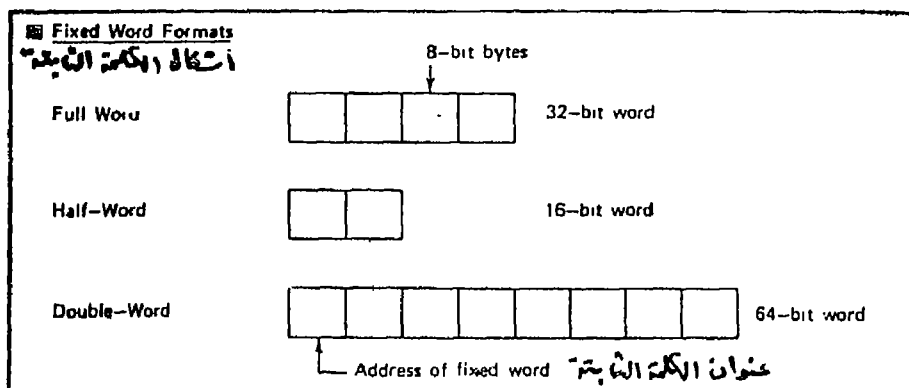 Fixed Word Formats
أشكال الكلمة الثابتة
8-bit bytes
Full Word
32-bit word
Half-Word
16-bit word
Double-Word
64-bit word
Address of fixed word عنوان الكلمة الثابتة